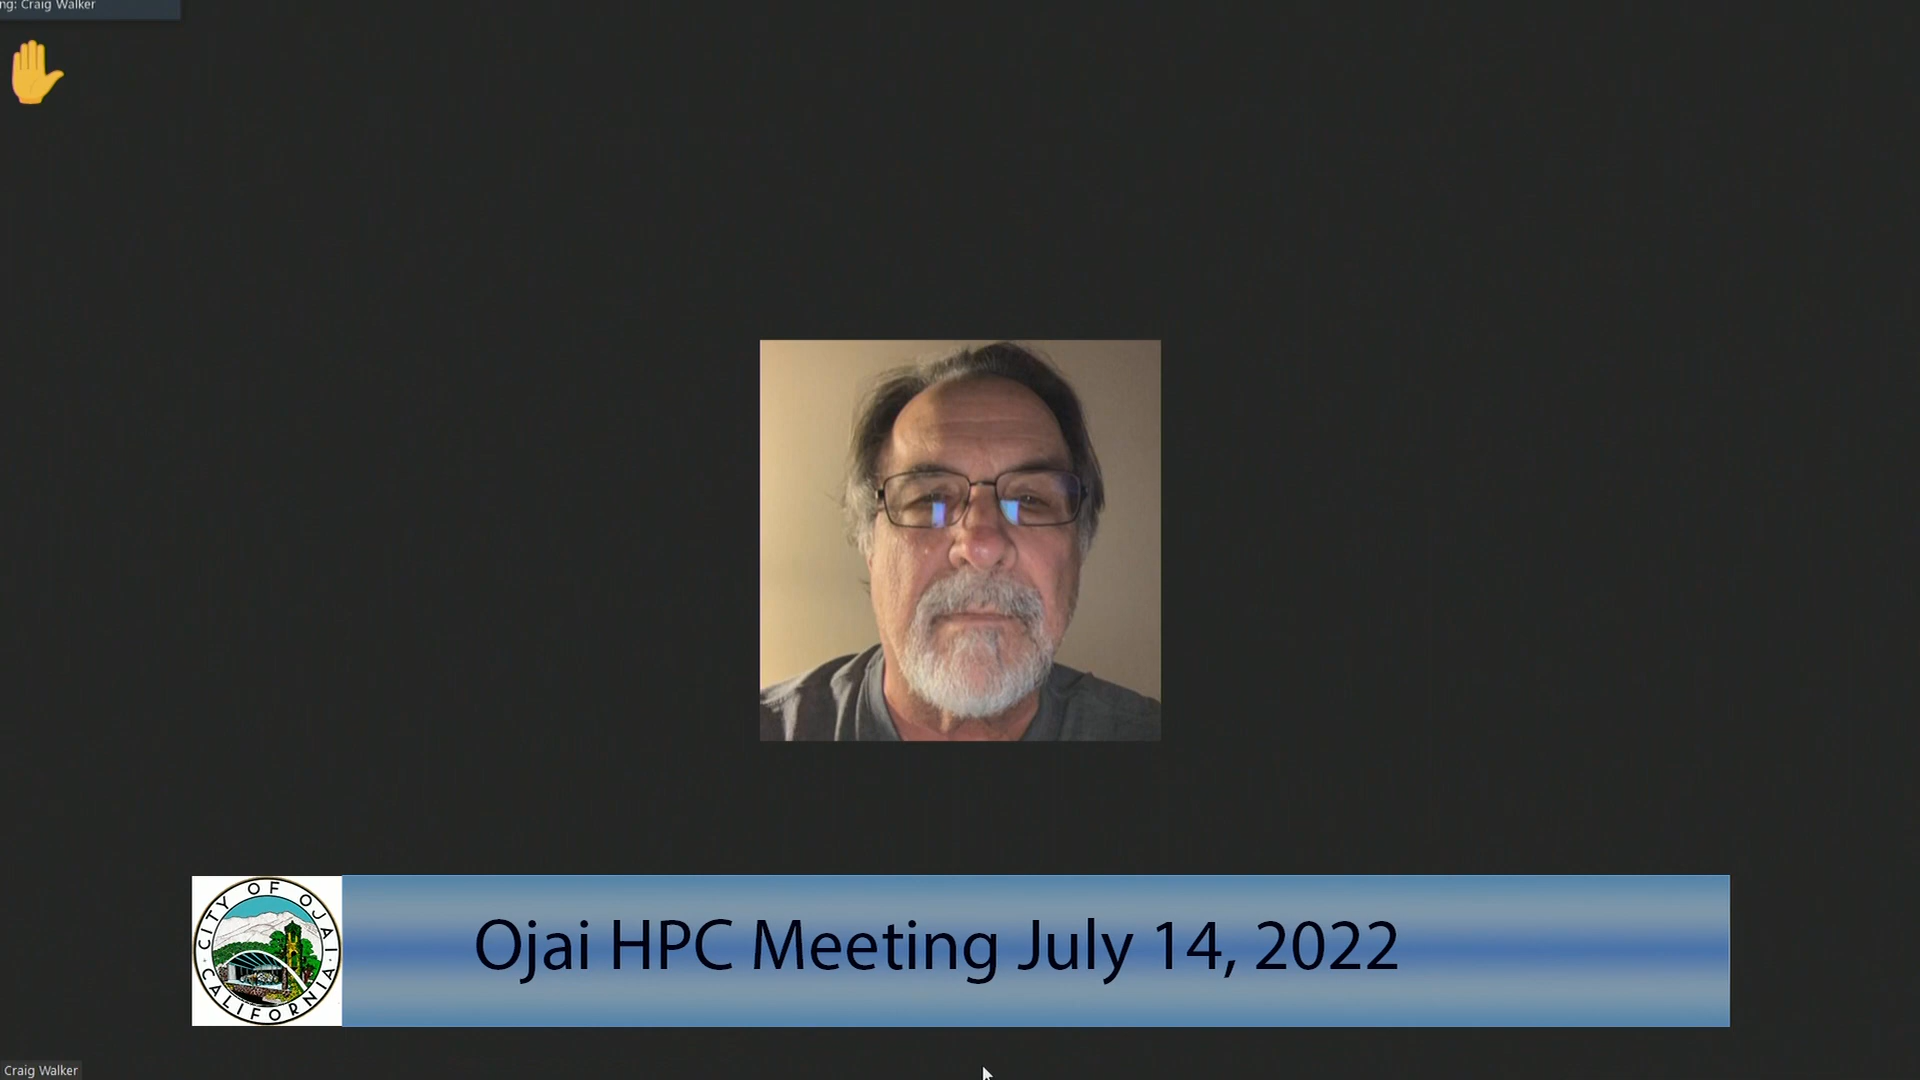 ng: Craig Walker
CITY OF OJAI
CALIFORNIA
Ojai HPC Meeting July 14, 2022
Craig Walker